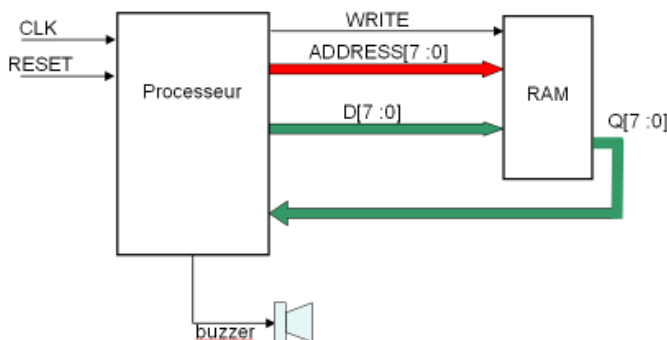 CLK
RESET
Processeur
WRITE
ADDRESS[7 :0]
D[7 :0]
RAM
Q[7 :0]
buzzer